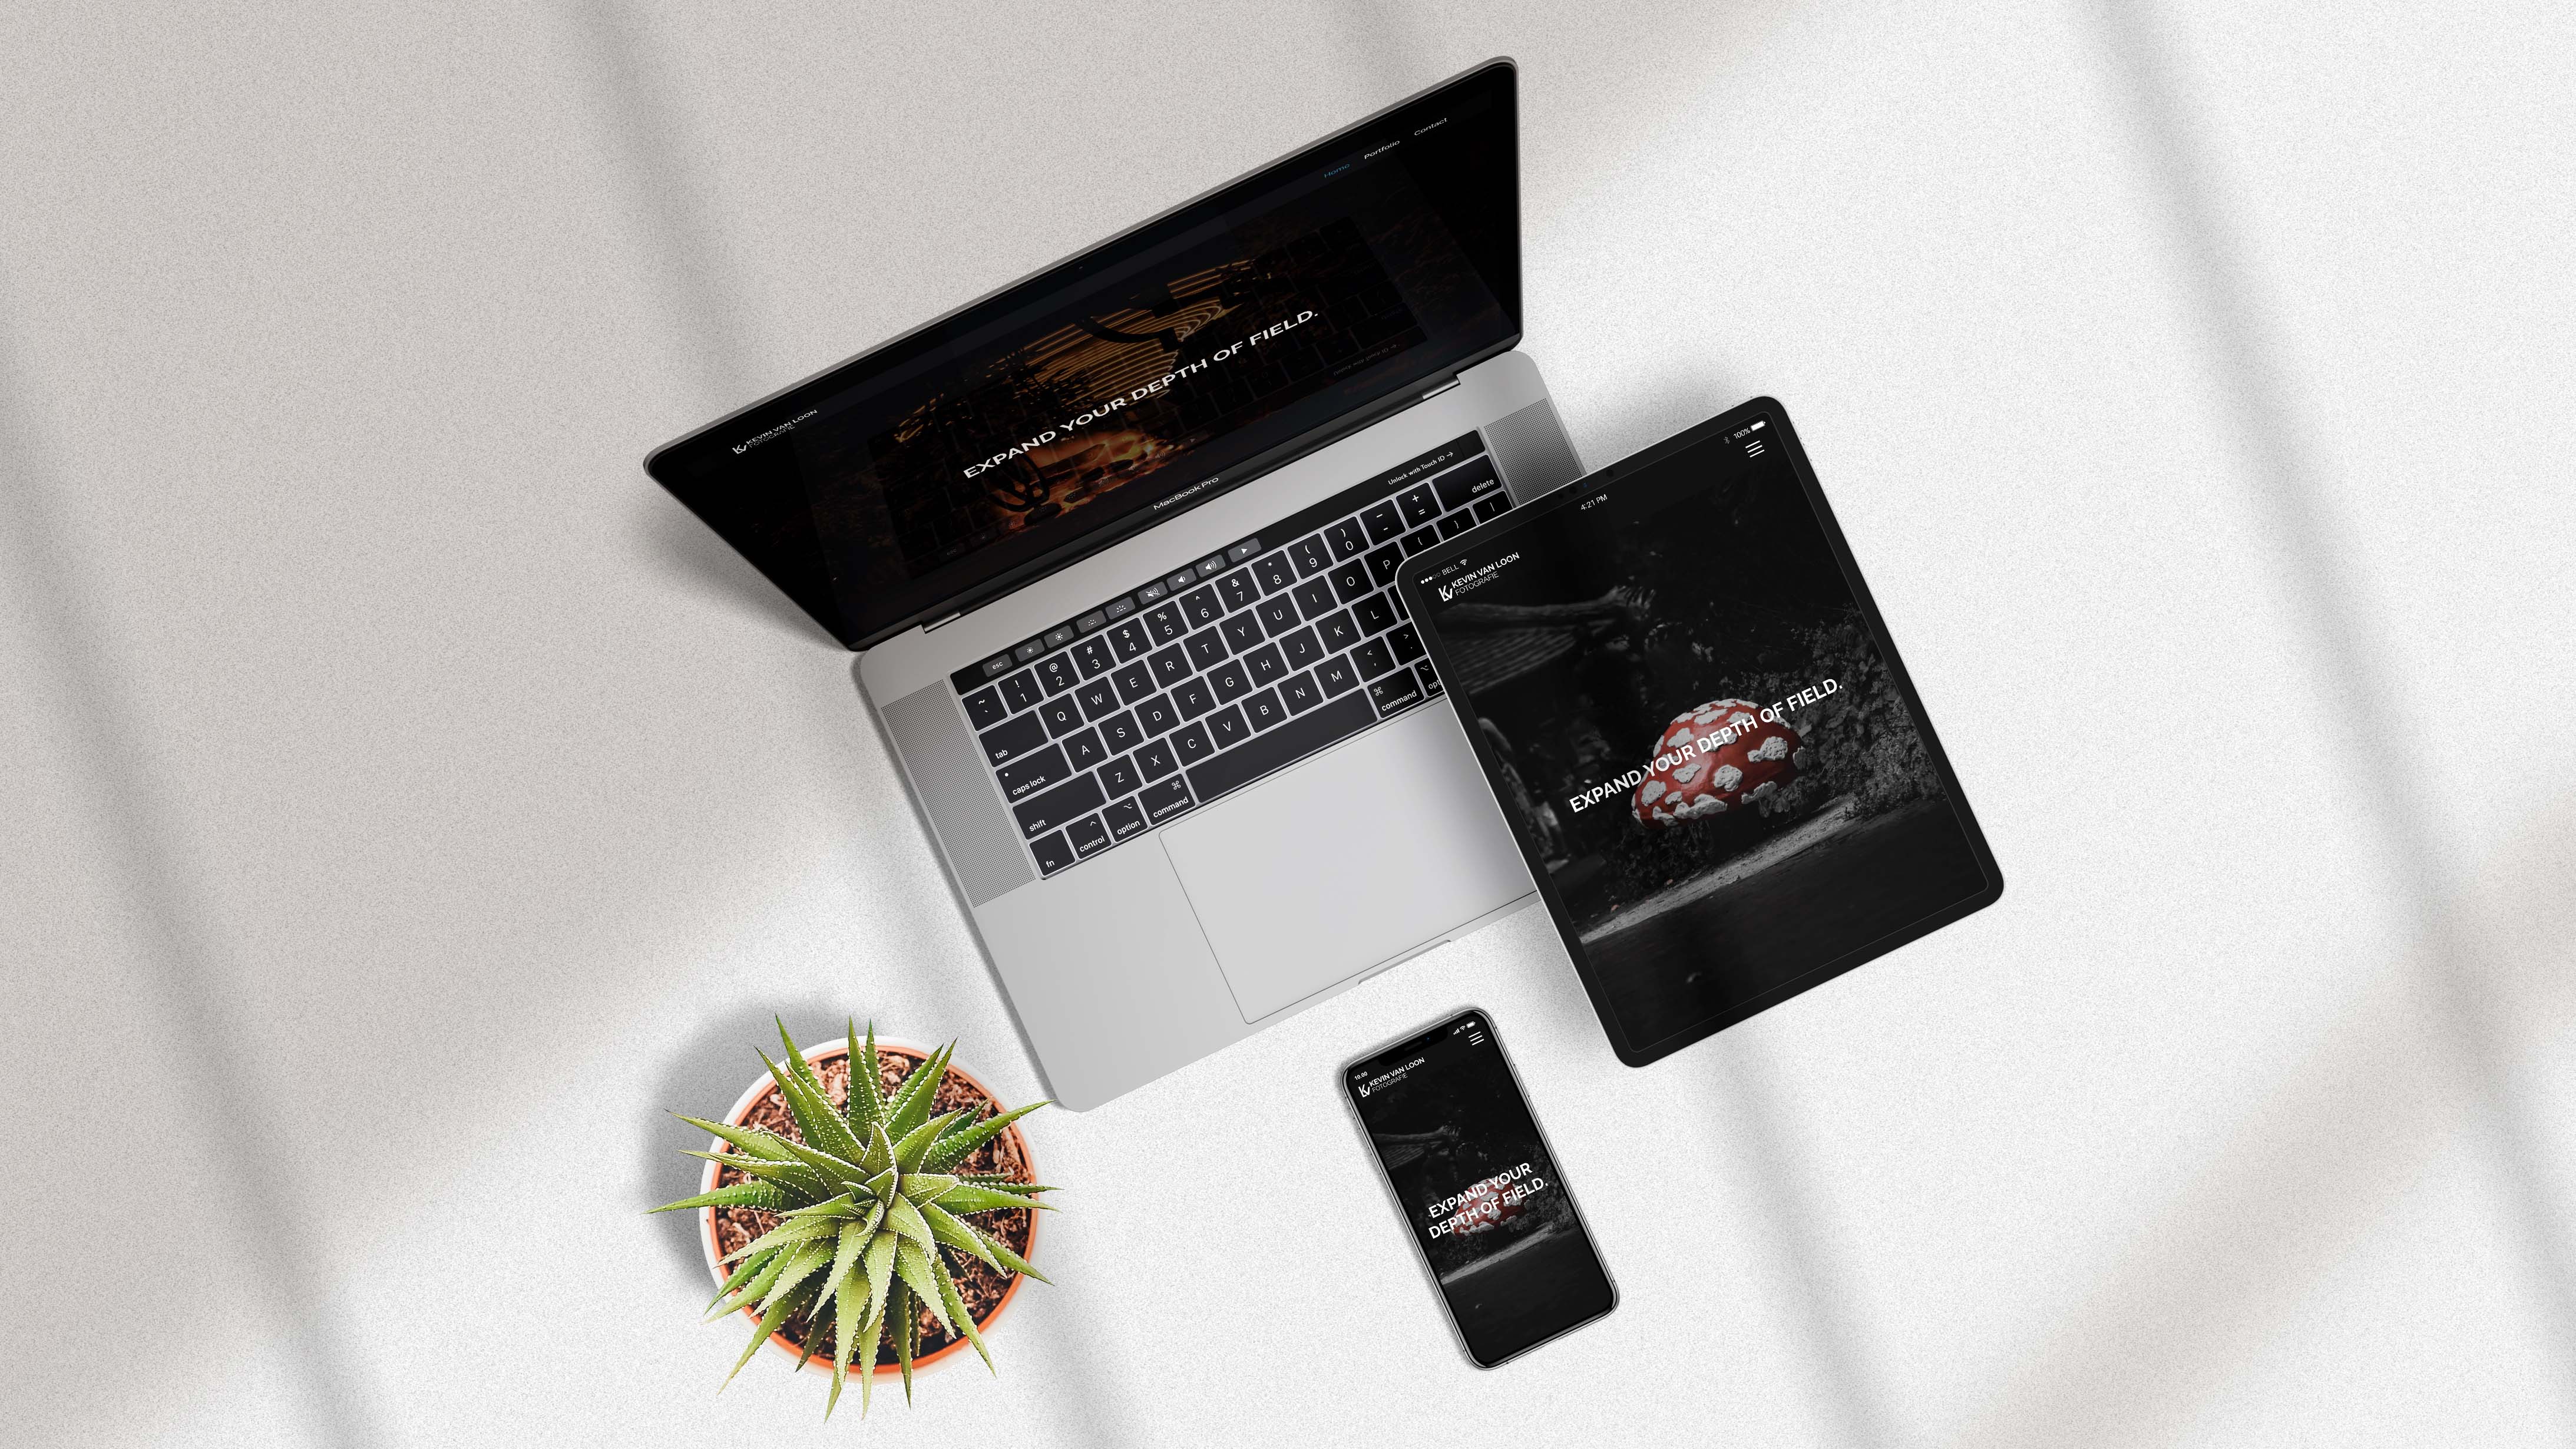 Home Portfolio Contact
KEVIN VAN LOON
FOTOGRAFIE
EXPAND YOUR DEPTH OF FIELD.
MacBook Pro
Unlock with Touch ID →
esc
~ ! @ # $ % ^ & * ( ) - +
` 1 2 3 4 5 6 7 8 9 0 - = delete
tab Q W E R T Y U I O P
caps lock A S D F G H J K L
shift Z X C V B N M < >
, .
fn control option command command opt
BELL 4:21 PM 100%
KEVIN VAN LOON
FOTOGRAFIE
EXPAND YOUR DEPTH OF FIELD.
10:00
KEVIN VAN LOON
FOTOGRAFIE
EXPAND YOUR
DEPTH OF FIELD.